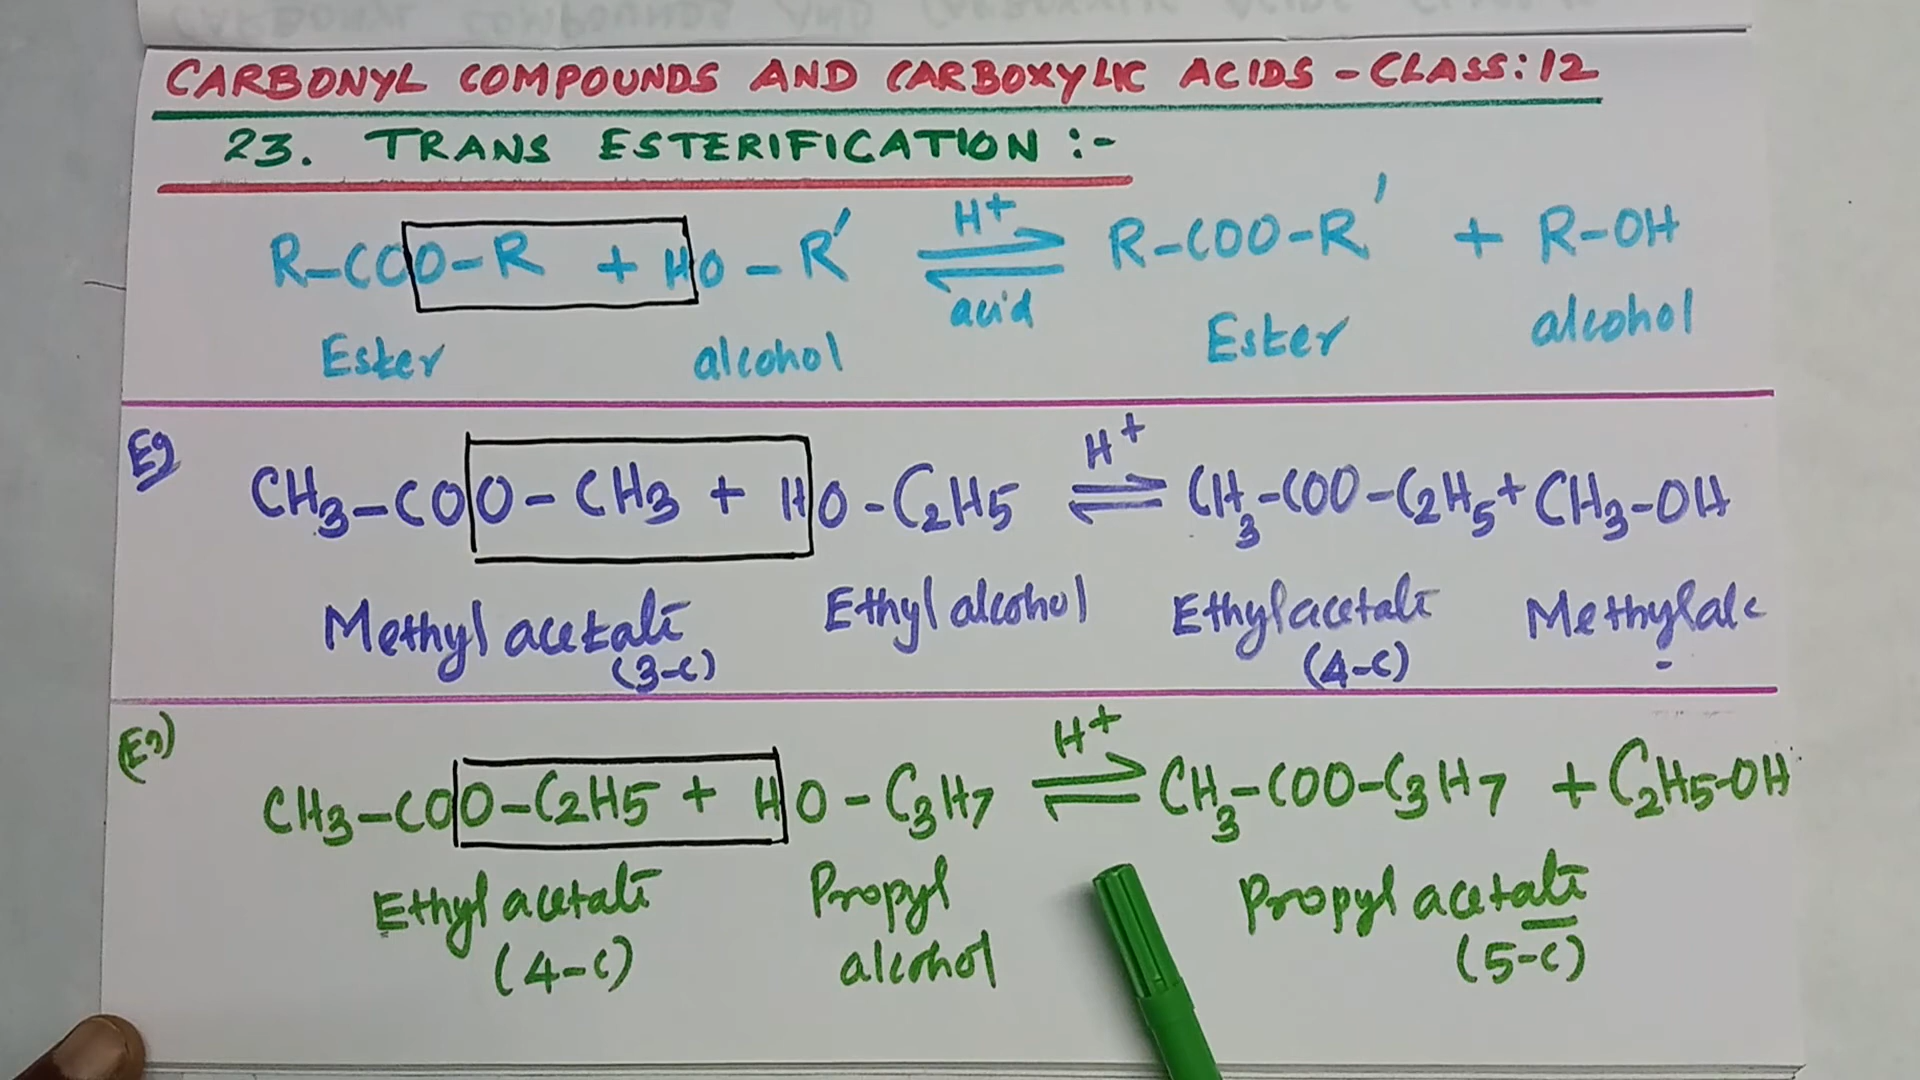 CARBONYL COMPOUNDS AND CARBOXYLIC ACIDS - CLASS: 12
23. TRANS ESTERIFICATION :-
R-COO-R + HO-R' H+ acid R-COO-R' + R-OH
Ester alcohol Ester alcohol
Eg CH3-COO-CH3 + HO-C2H5 H+ ⇌ CH3-COO-C2H5 + CH3-OH
Methyl acetate Ethyl alcohol Ethyl acetate Methyl alc
(3-C) (4-C)
CH3-COO-C2H5 + HO-C3H7 H+ ⇌ CH3-COO-C3H7 + C2H5-OH
Ethyl acetate Propyl Propyl acetate
(4-C) alcohol (5-C)